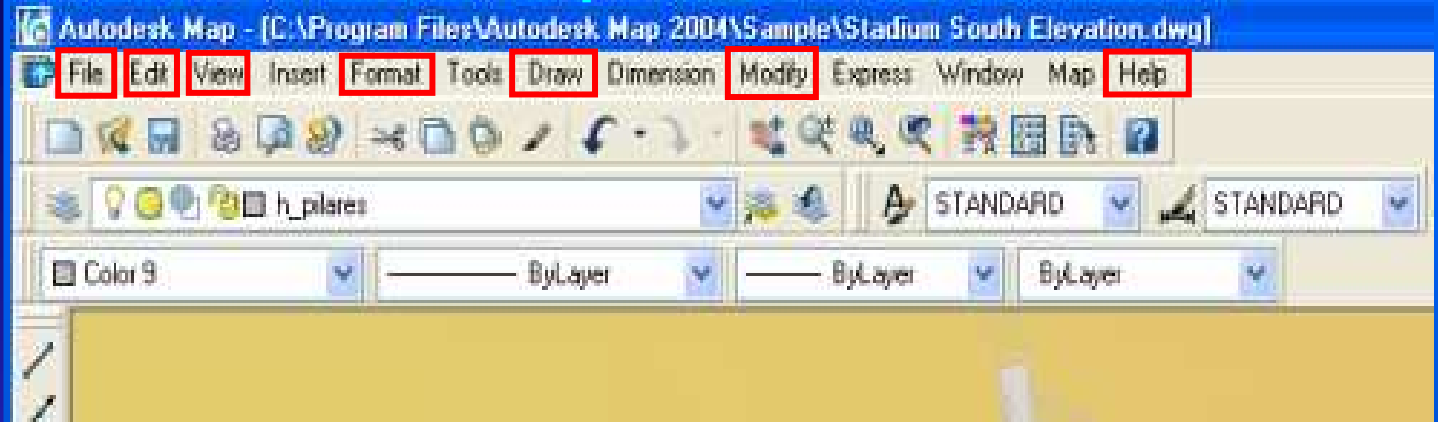 Autodesk Map - [C:\Program Files\Autodesk Map 2004\Sample\Stadium South Elevation.dwg]
File Edit View Insert Format Tools Draw Dimension Modify Express Window Map Help
h_pilares STANDARD STANDARD
Color 9 ByLayer ByLayer ByLayer